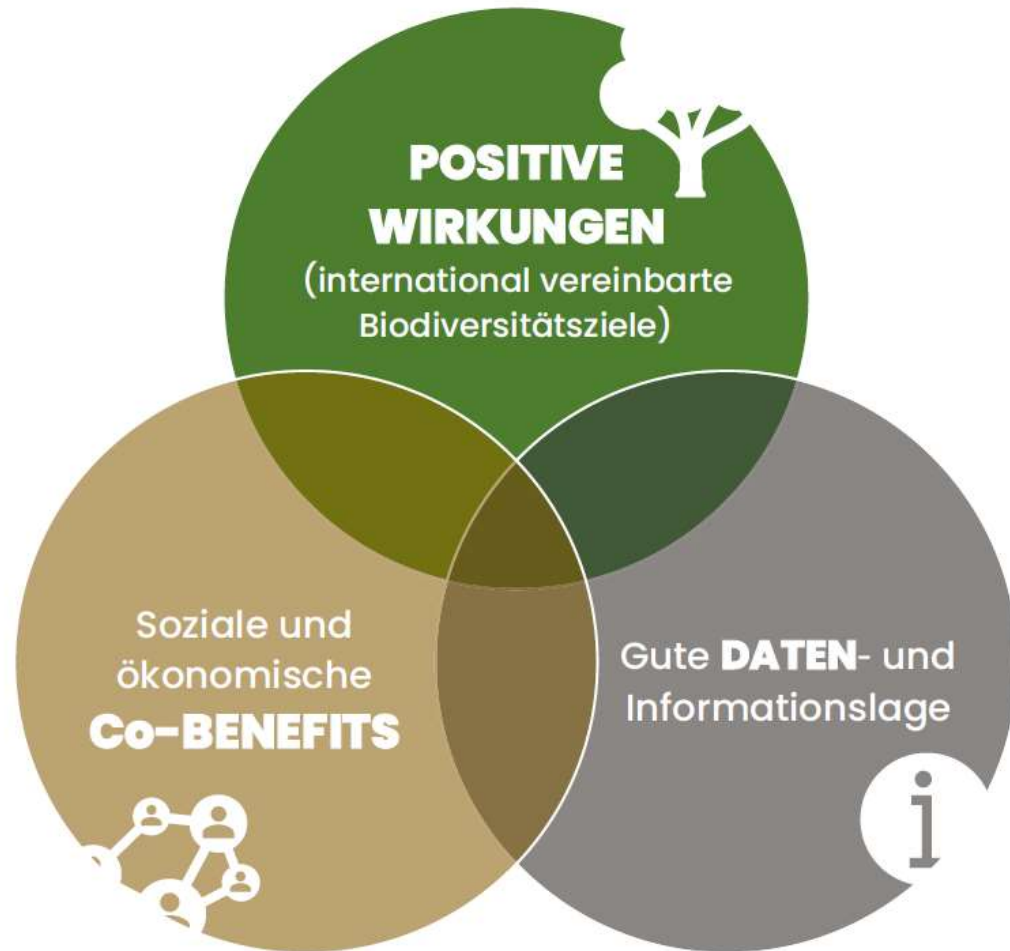 POSITIVE
WIRKUNGEN
(international vereinbarte
Biodiversitätsziele)
Soziale und
ökonomische
Co-BENEFITS
Gute DATEN- und
Informationslage
i